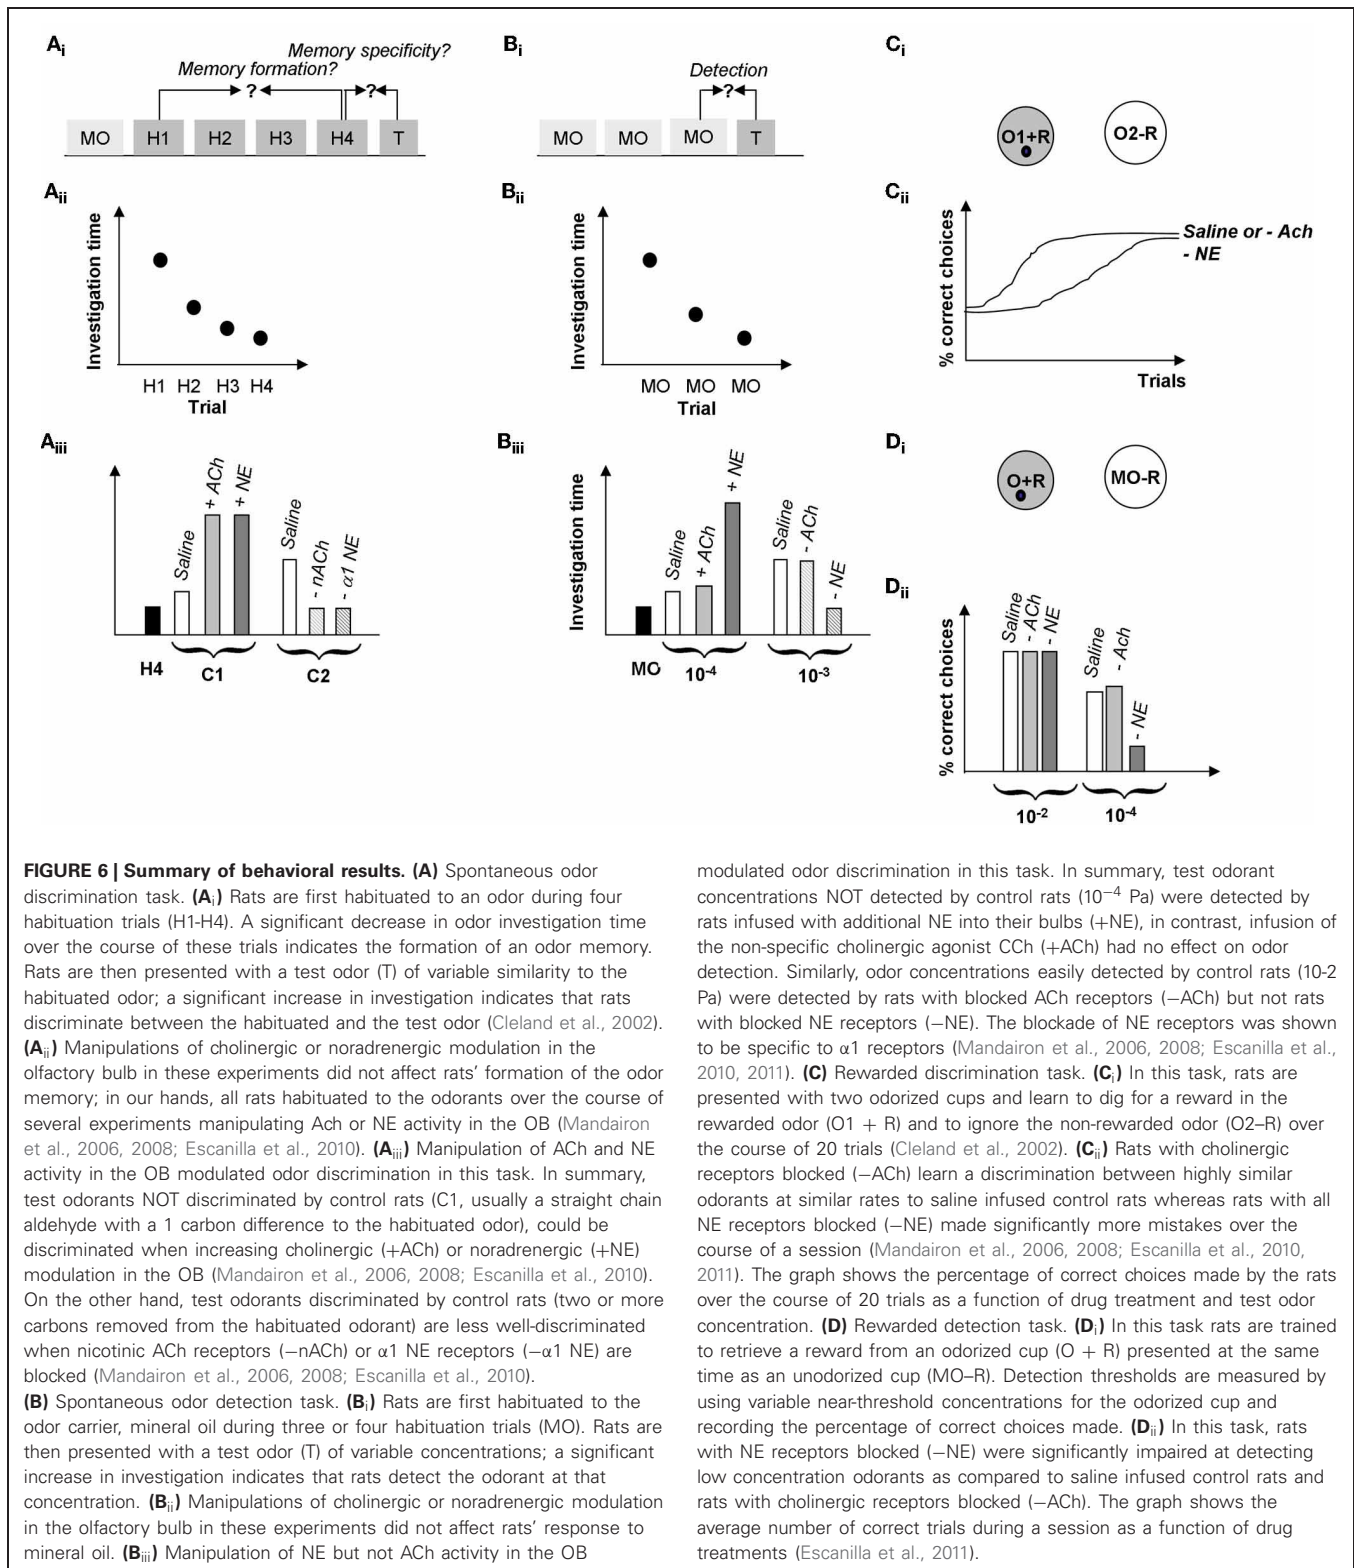 Ai
Memory specificity?
Memory formation?
?
?
MO
H1
H2
H3
H4
T
Bi
Detection
?
MO
MO
MO
T
Ci
O1+R
O2-R
Aii
Investigation time
H1 H2 H3 H4
Trial
Bii
Investigation time
MO MO MO
Trial
Cii
% correct choices
Saline or - Ach
- NE
Trials
Aiii
Saline
+ ACh
+ NE
Saline
- nACh
- α1 NE
H4
C1
C2
Biii
Investigation time
Saline
+ ACh
+ NE
Saline
- ACh
- NE
MO
10⁻⁴
10⁻³
Di
O+R
MO-R
Dii
% correct choices
Saline
- ACh
- NE
Saline
- Ach
- NE
10⁻²
10⁻⁴
FIGURE 6 | Summary of behavioral results. (A) Spontaneous odor
discrimination task. (Ai) Rats are first habituated to an odor during four
habituation trials (H1-H4). A significant decrease in odor investigation time
over the course of these trials indicates the formation of an odor memory.
Rats are then presented with a test odor (T) of variable similarity to the
habituated odor; a significant increase in investigation indicates that rats
discriminate between the habituated and the test odor (Cleland et al., 2002).
(Aii) Manipulations of cholinergic or noradrenergic modulation in the
olfactory bulb in these experiments did not affect rats' formation of the odor
memory; in our hands, all rats habituated to the odorants over the course of
several experiments manipulating Ach or NE activity in the OB (Mandairon
et al., 2006, 2008; Escanilla et al., 2010). (Aiii) Manipulation of ACh and NE
activity in the OB modulated odor discrimination in this task. In summary,
test odorants NOT discriminated by control rats (C1, usually a straight chain
aldehyde with a 1 carbon difference to the habituated odor), could be
discriminated when increasing cholinergic (+ACh) or noradrenergic (+NE)
modulation in the OB (Mandairon et al., 2006, 2008; Escanilla et al., 2010).
On the other hand, test odorants discriminated by control rats (two or more
carbons removed from the habituated odorant) are less well-discriminated
when nicotinic ACh receptors (−nACh) or α1 NE receptors (−α1 NE) are
blocked (Mandairon et al., 2006, 2008; Escanilla et al., 2010).
(B) Spontaneous odor detection task. (Bi) Rats are first habituated to the
odor carrier, mineral oil during three or four habituation trials (MO). Rats are
then presented with a test odor (T) of variable concentrations; a significant
increase in investigation indicates that rats detect the odorant at that
concentration. (Bii) Manipulations of cholinergic or noradrenergic modulation
in the olfactory bulb in these experiments did not affect rats' response to
mineral oil. (Biii) Manipulation of NE but not ACh activity in the OB
modulated odor discrimination in this task. In summary, test odorant
concentrations NOT detected by control rats (10⁻⁴ Pa) were detected by
rats infused with additional NE into their bulbs (+NE), in contrast, infusion of
the non-specific cholinergic agonist CCh (+ACh) had no effect on odor
detection. Similarly, odor concentrations easily detected by control rats (10-2
Pa) were detected by rats with blocked ACh receptors (−ACh) but not rats
with blocked NE receptors (−NE). The blockade of NE receptors was shown
to be specific to α1 receptors (Mandairon et al., 2006, 2008; Escanilla et al.,
2010, 2011). (C) Rewarded discrimination task. (Ci) In this task, rats are
presented with two odorized cups and learn to dig for a reward in the
rewarded odor (O1 + R) and to ignore the non-rewarded odor (O2–R) over
the course of 20 trials (Cleland et al., 2002). (Cii) Rats with cholinergic
receptors blocked (−ACh) learn a discrimination between highly similar
odorants at similar rates to saline infused control rats whereas rats with all
NE receptors blocked (−NE) made significantly more mistakes over the
course of a session (Mandairon et al., 2006, 2008; Escanilla et al., 2010,
2011). The graph shows the percentage of correct choices made by the rats
over the course of 20 trials as a function of drug treatment and test odor
concentration. (D) Rewarded detection task. (Di) In this task rats are trained
to retrieve a reward from an odorized cup (O + R) presented at the same
time as an unodorized cup (MO–R). Detection thresholds are measured by
using variable near-threshold concentrations for the odorized cup and
recording the percentage of correct choices made. (Dii) In this task, rats
with NE receptors blocked (−NE) were significantly impaired at detecting
low concentration odorants as compared to saline infused control rats and
rats with cholinergic receptors blocked (−ACh). The graph shows the
average number of correct trials during a session as a function of drug
treatments (Escanilla et al., 2011).